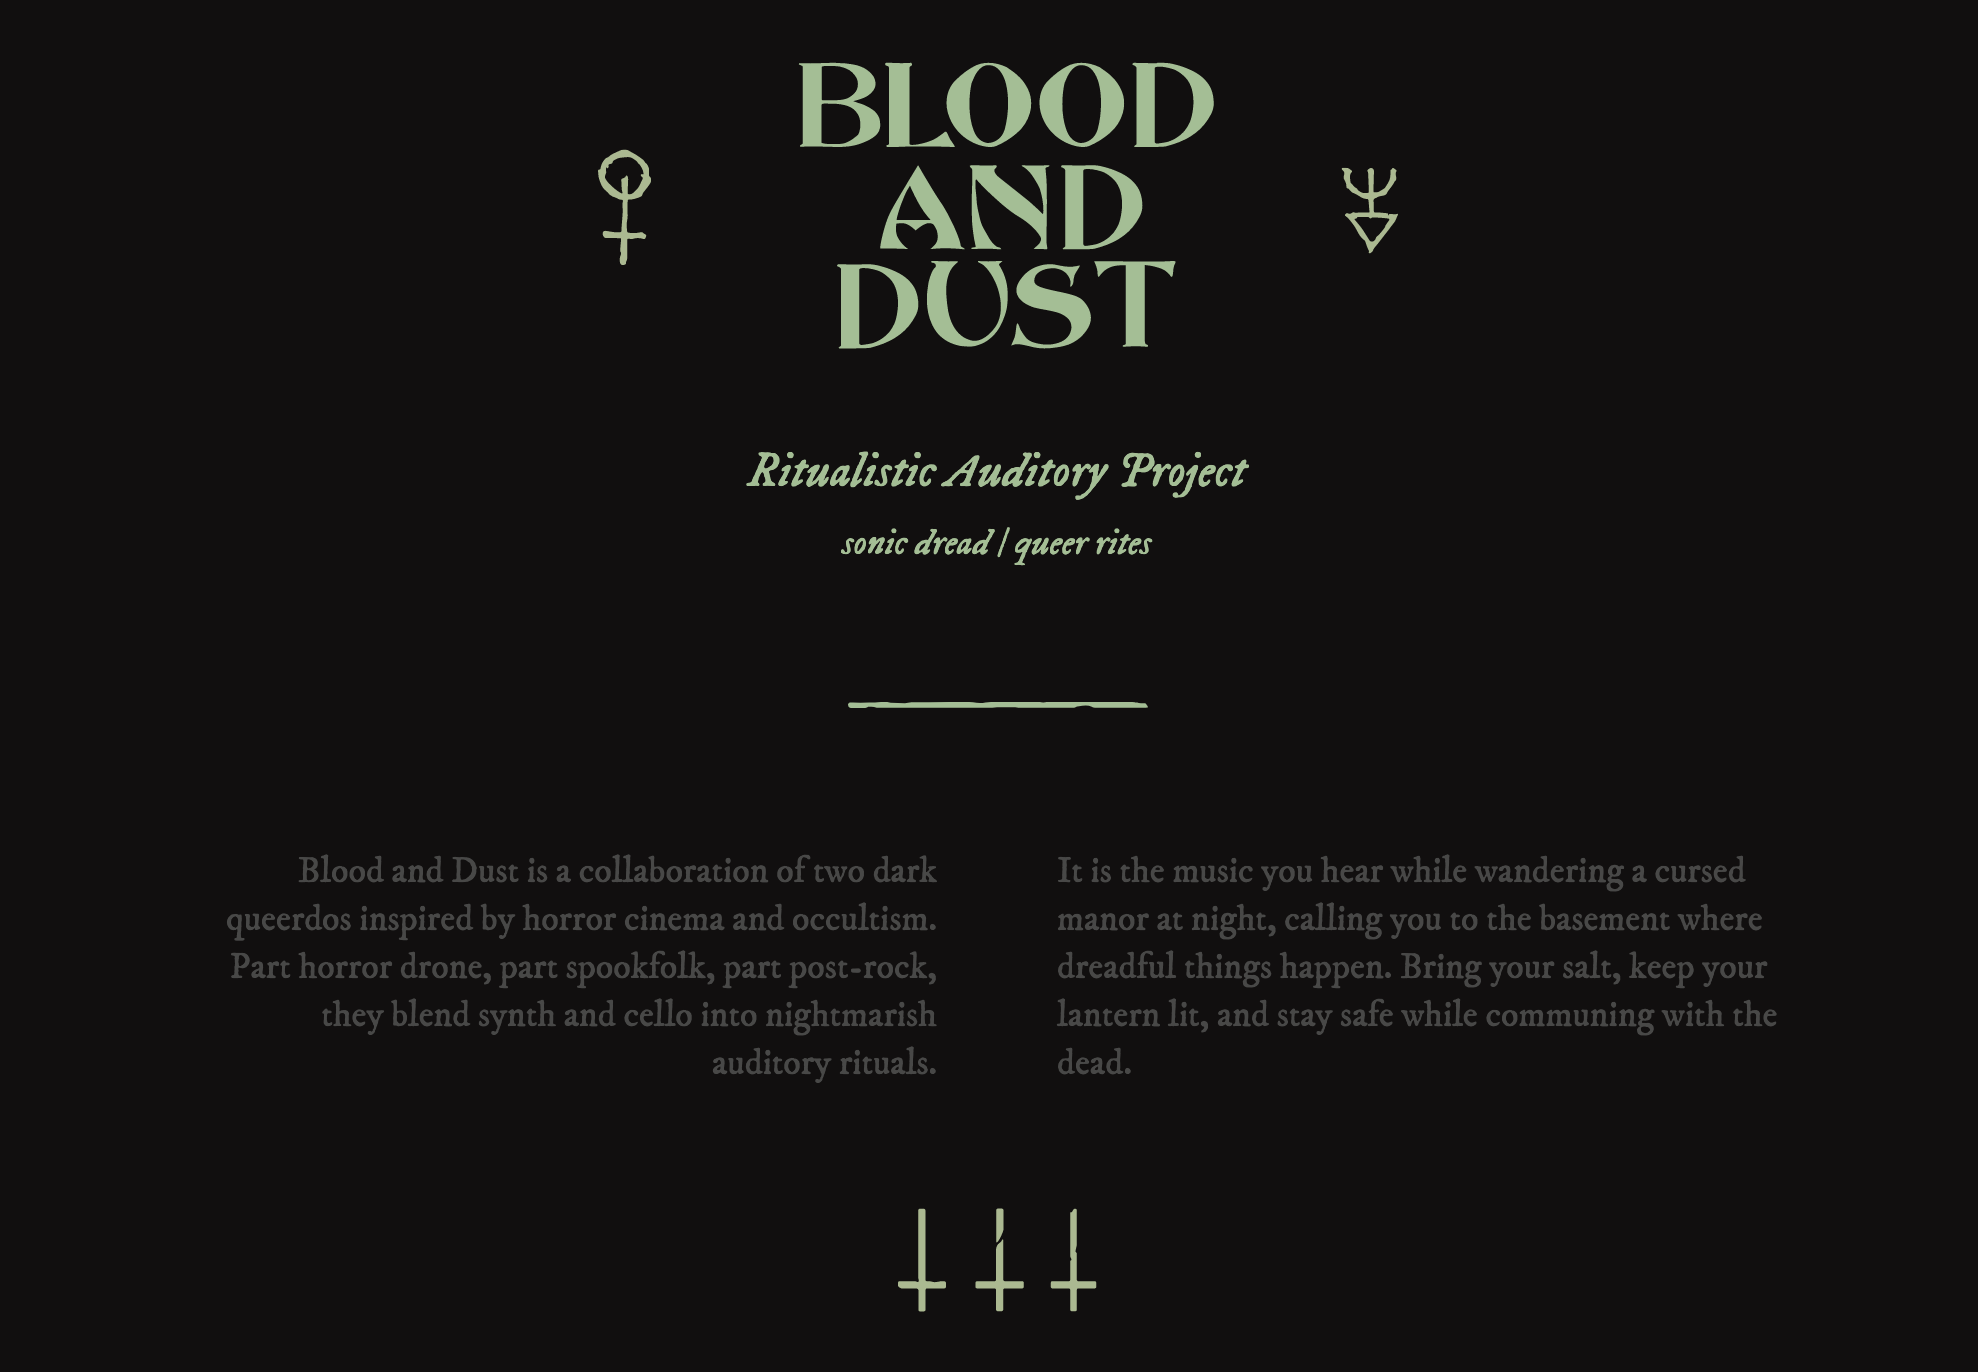 BLOOD
AND
DUST
Ritualistic Auditory Project
sonic dread | queer rites
Blood and Dust is a collaboration of two dark
queerdos inspired by horror cinema and occultism.
Part horror drone, part spookfolk, part post-rock,
they blend synth and cello into nightmarish
auditory rituals.
It is the music you hear while wandering a cursed
manor at night, calling you to the basement where
dreadful things happen. Bring your salt, keep your
lantern lit, and stay safe while communing with the
dead.